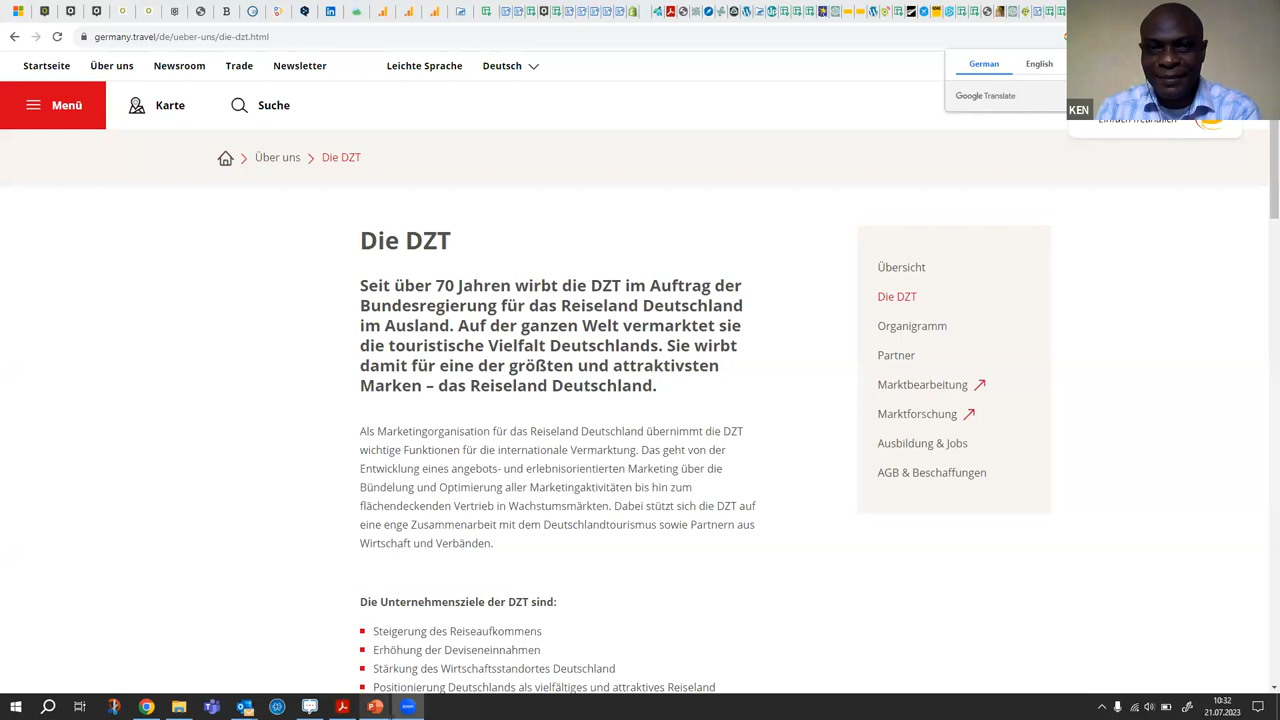 germany.travel/de/ueber-uns/die-dzt.html
Startseite Über uns Newsroom Trade Newsletter Leichte Sprache Deutsch
German English
Google Translate
KEN
Menü Karte Suche
Über uns Die DZT
Die DZT
Seit über 70 Jahren wirbt die DZT im Auftrag der
Bundesregierung für das Reiseland Deutschland
im Ausland. Auf der ganzen Welt vermarktet sie
die touristische Vielfalt Deutschlands. Sie wirbt
damit für eine der größten und attraktivsten
Marken – das Reiseland Deutschland.
Als Marketingorganisation für das Reiseland Deutschland übernimmt die DZT
wichtige Funktionen für die internationale Vermarktung. Das geht von der
Entwicklung eines angebots- und erlebnisorientierten Marketing über die
Bündelung und Optimierung aller Marketingaktivitäten bis hin zum
flächendeckenden Vertrieb in Wachstumsmärkten. Dabei stützt sich die DZT auf
eine enge Zusammenarbeit mit dem Deutschlandtourismus sowie Partnern aus
Wirtschaft und Verbänden.
Die Unternehmensziele der DZT sind:
Steigerung des Reiseaufkommens
Erhöhung der Deviseneinnahmen
Stärkung des Wirtschaftsstandortes Deutschland
Positionierung Deutschlands als vielfältiges und attraktives Reiseland
Übersicht
Die DZT
Organigramm
Partner
Marktbearbeitung
Marktforschung
Ausbildung & Jobs
AGB & Beschaffungen
10:32
21.07.2023